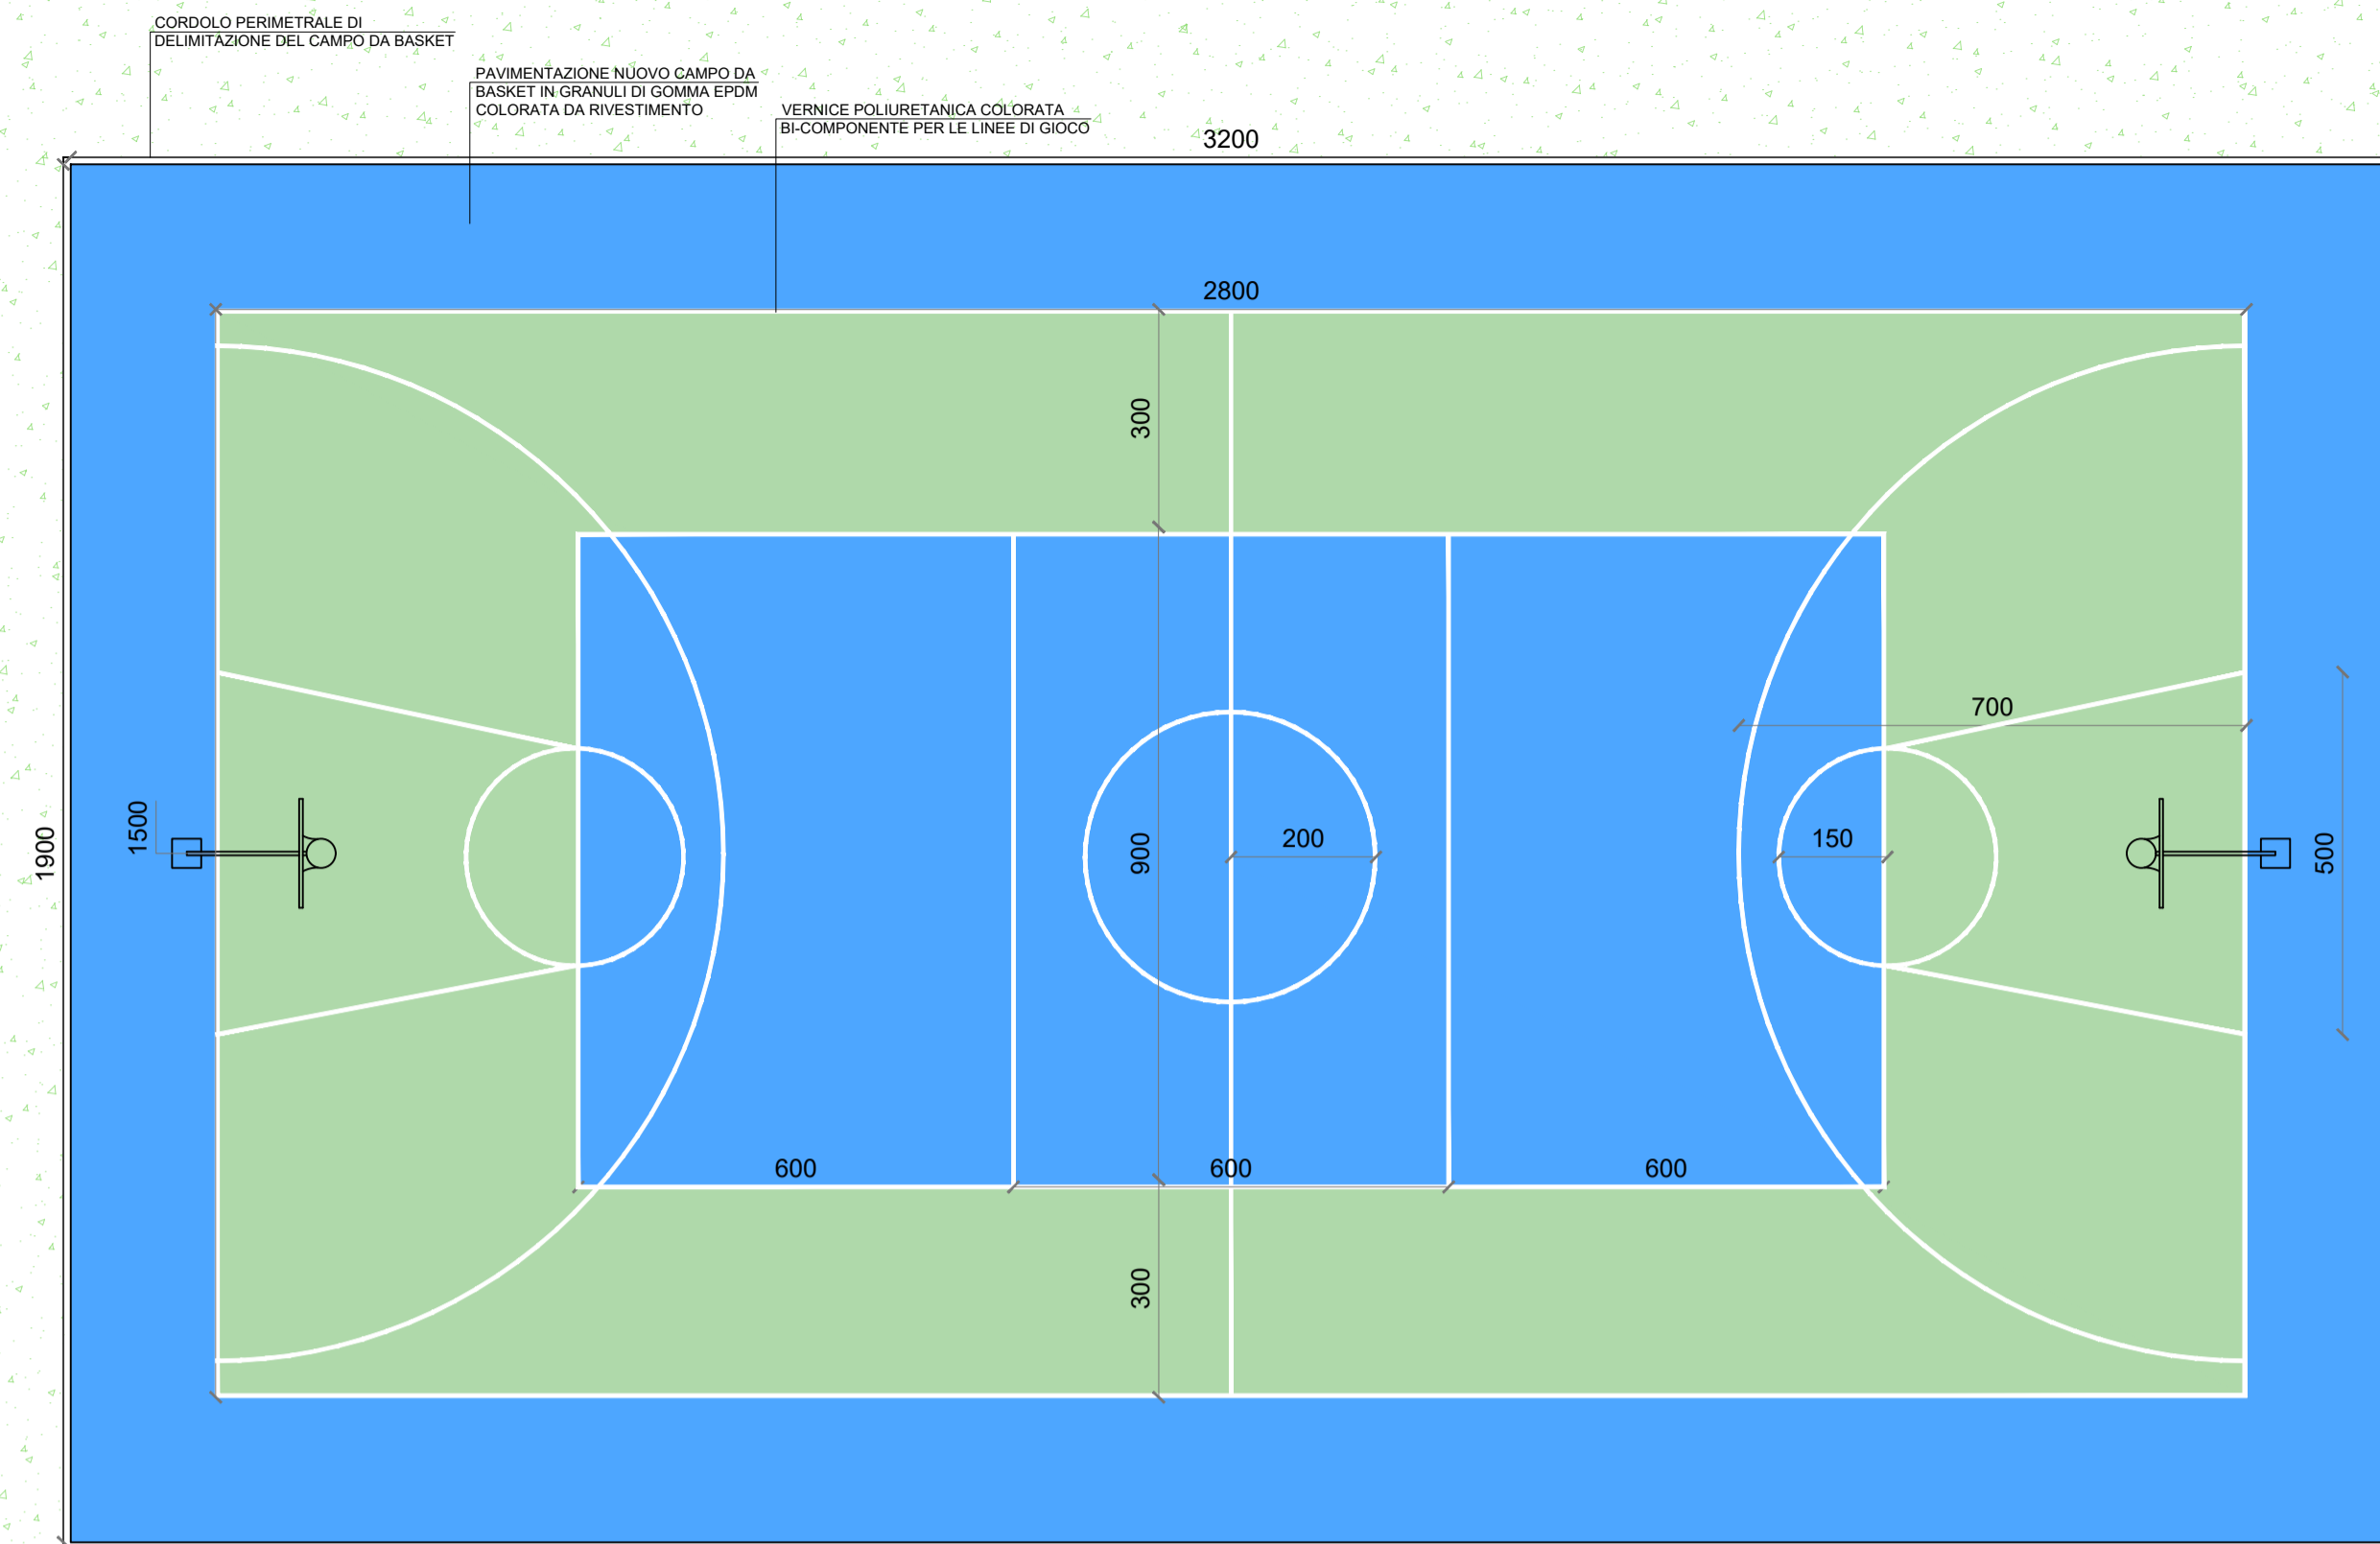 CORDOLO PERIMETRALE DI
DELIMITAZIONE DEL CAMPO DA BASKET
PAVIMENTAZIONE NUOVO CAMPO DA
BASKET IN GRANULI DI GOMMA EPDM
COLORATA DA RIVESTIMENTO
VERNICE POLIURETANICA COLORATA
BI-COMPONENTE PER LE LINEE DI GIOCO
3200
2800
300
700
1500
1900
900
200
150
500
600
600
600
300